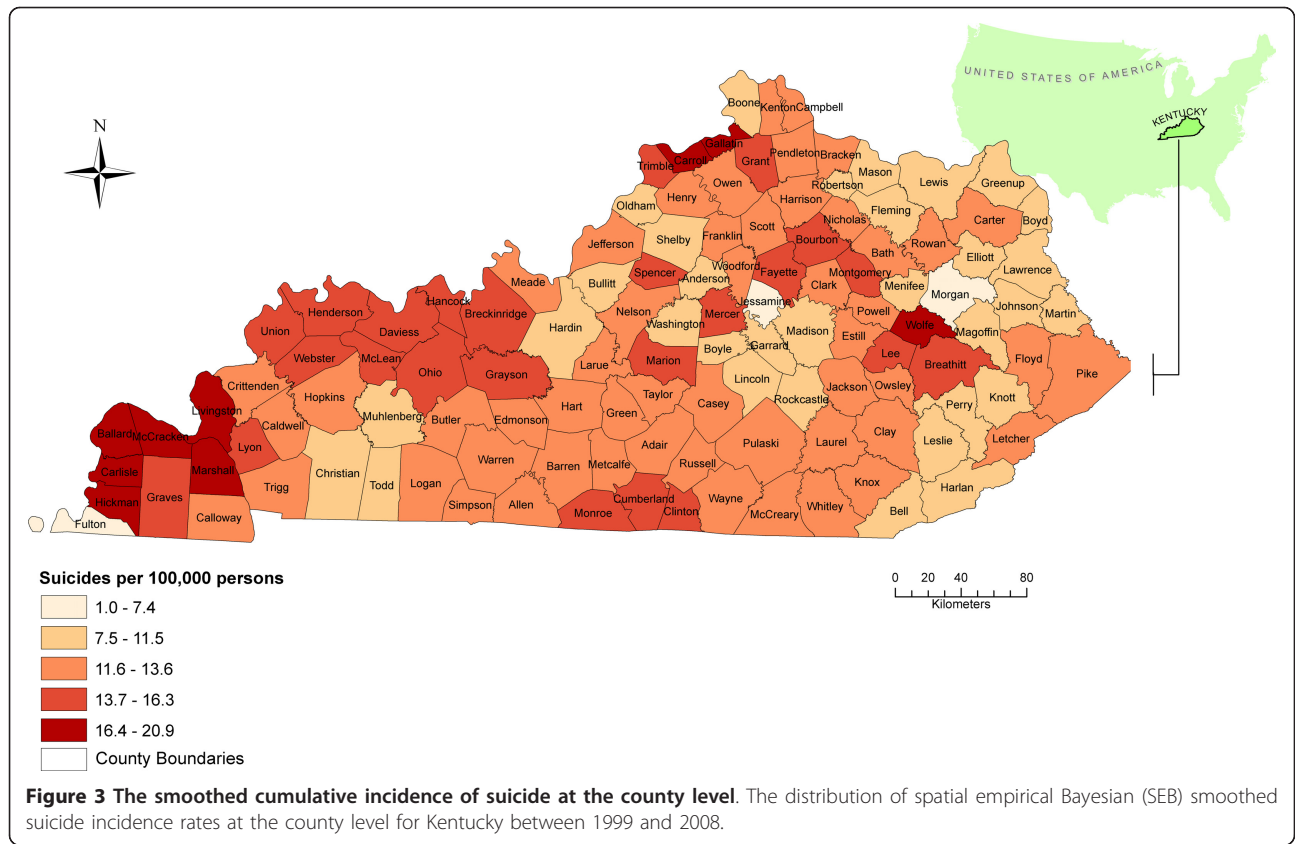 UNITED STATES OF AMERICA
KENTUCKY
N
Boone
Kenton
Campbell
Gallatin
Carroll
Trimble
Grant
Pendleton
Bracken
Owen
Mason
Robertson
Lewis
Greenup
Henry
Harrison
Oldham
Fleming
Carter
Boyd
Nicholas
Jefferson
Shelby
Franklin
Scott
Bourbon
Rowan
Bath
Elliott
Lawrence
Spencer
Woodford
Anderson
Fayette
Montgomery
Meade
Bullitt
Clark
Menifee
Morgan
Hancock
Jessamine
Johnson
Henderson
Breckinridge
Nelson
Mercer
Powell
Martin
Union
Daviess
Hardin
Washington
Madison
Estill
Wolfe
Magoffin
Webster
McLean
Boyle
Garrard
Lee
Floyd
Marion
Breathitt
Ohio
Grayson
Larue
Pike
Crittenden
Lincoln
Jackson
Owsley
Hopkins
Taylor
Rockcastle
Perry
Knott
Livingston
Muhlenberg
Hart
Green
Casey
Caldwell
Butler
Edmonson
Ballard
McCrecken
Clay
Lyon
Adair
Pulaski
Laurel
Leslie
Letcher
Warren
Barren
Metcalfe
Russell
Carlisle
Marshall
Christian
Todd
Logan
Knox
Trigg
Harlan
Graves
Hickman
Simpson
Allen
Cumberland
Wayne
Whitley
Monroe
Clinton
McCreary
Bell
Calloway
Fulton
Suicides per 100,000 persons
1.0 - 7.4
7.5 - 11.5
11.6 - 13.6
13.7 - 16.3
16.4 - 20.9
County Boundaries
0 20 40 80
Kilometers
Figure 3 The smoothed cumulative incidence of suicide at the county level. The distribution of spatial empirical Bayesian (SEB) smoothed
suicide incidence rates at the county level for Kentucky between 1999 and 2008.